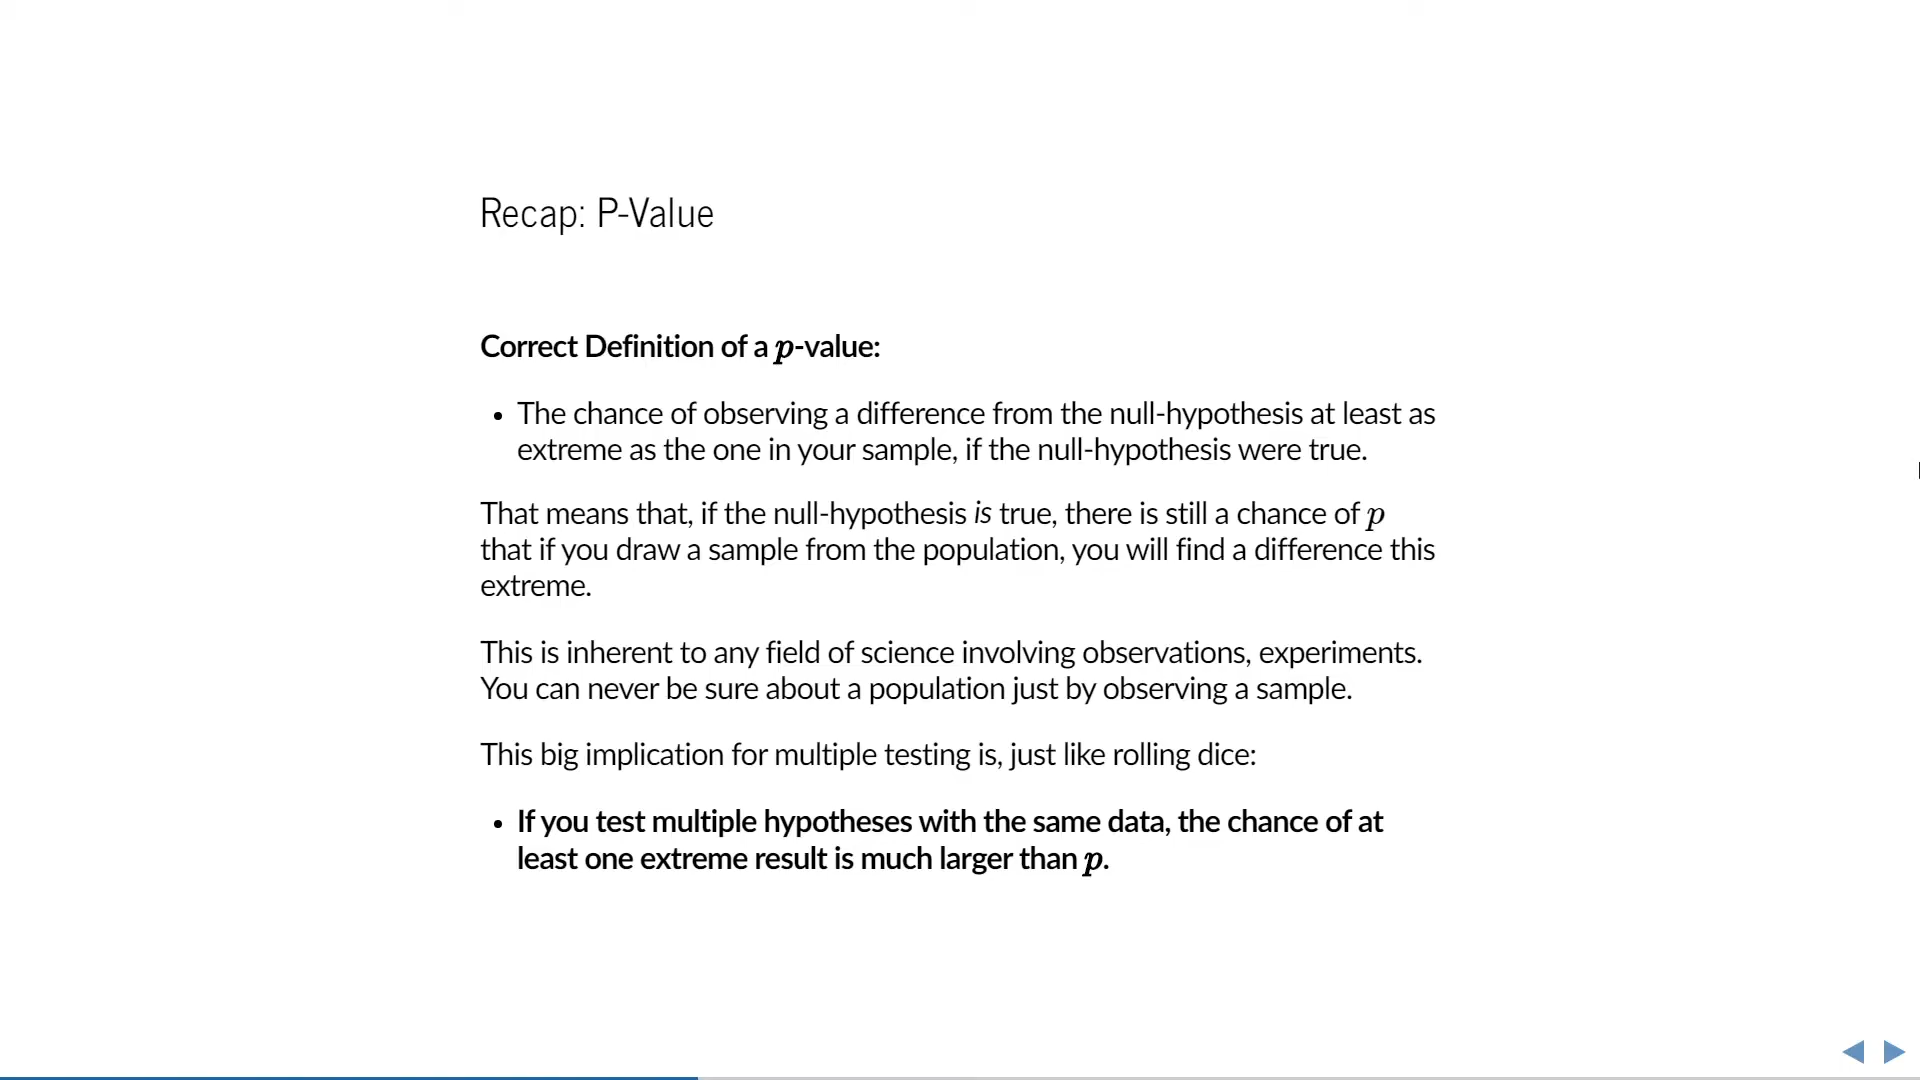 Recap: P-Value
Correct Definition of a p-value:
• The chance of observing a difference from the null-hypothesis at least as
extreme as the one in your sample, if the null-hypothesis were true.
That means that, if the null-hypothesis is true, there is still a chance of p
that if you draw a sample from the population, you will find a difference this
extreme.
This is inherent to any field of science involving observations, experiments.
You can never be sure about a population just by observing a sample.
This big implication for multiple testing is, just like rolling dice:
• If you test multiple hypotheses with the same data, the chance of at
least one extreme result is much larger than p.